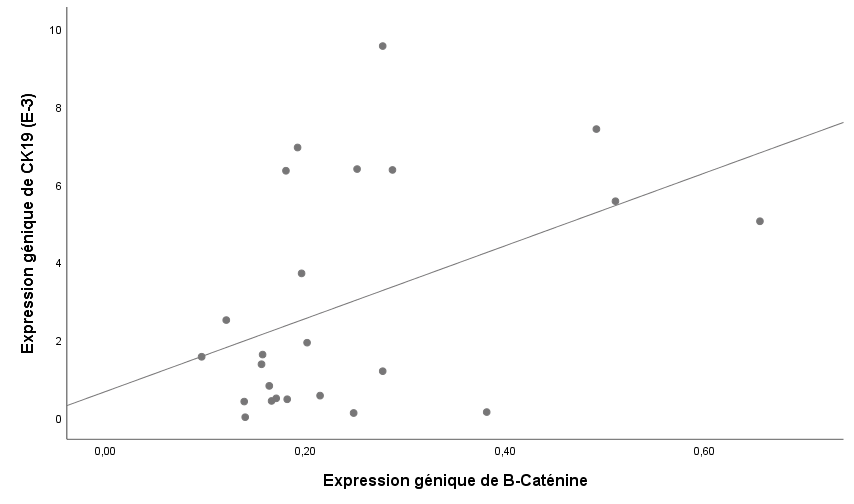 10
8
6
4
2
0
Expression génique de CK19 (E-3)
0,00 0,20 0,40 0,60
Expression génique de B-Caténine